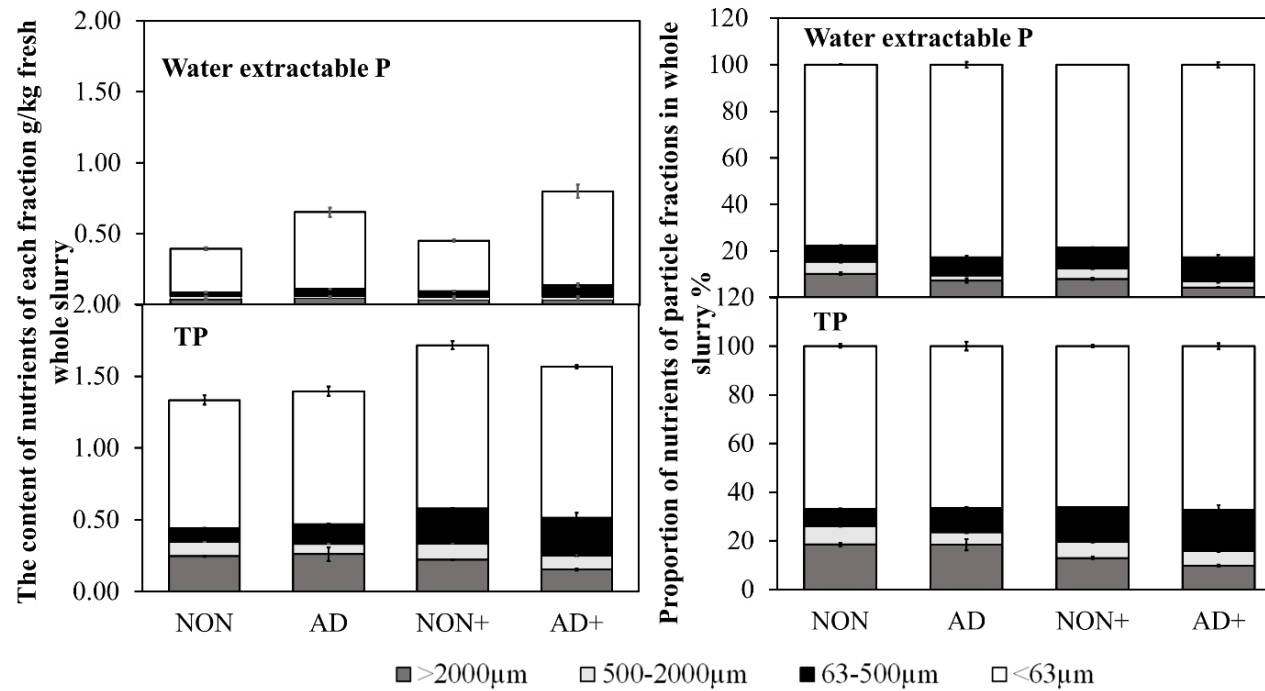 The content of nutrients of each fraction g/kg fresh
whole slurry
2.00
1.50
1.00
0.50
2.00
1.50
1.00
0.50
0.00
Water extractable P
TP
NON AD NON+ AD+
Proportion of nutrients of particle fractions in whole
slurry %
120
100
80
60
40
20
120
100
80
60
40
20
0
Water extractable P
TP
NON AD NON+ AD+
>2000µm 500-2000µm 63-500µm <63µm